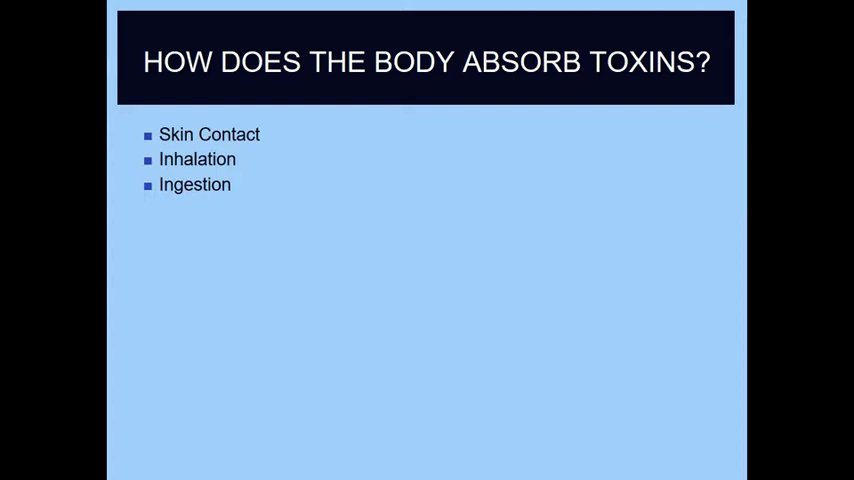 HOW DOES THE BODY ABSORB TOXINS?
Skin Contact
Inhalation
Ingestion